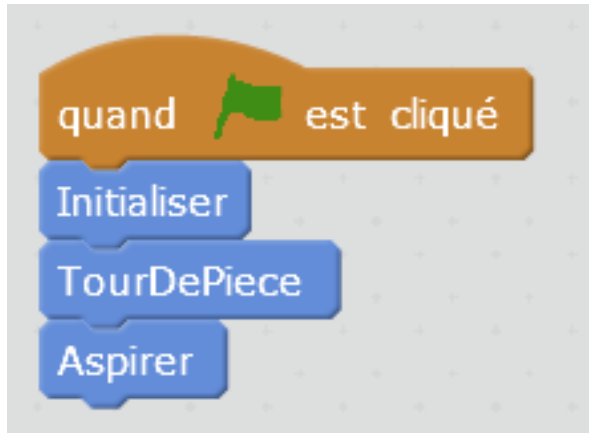 quand est cliqué
Initialiser
TourDePiece
Aspirer